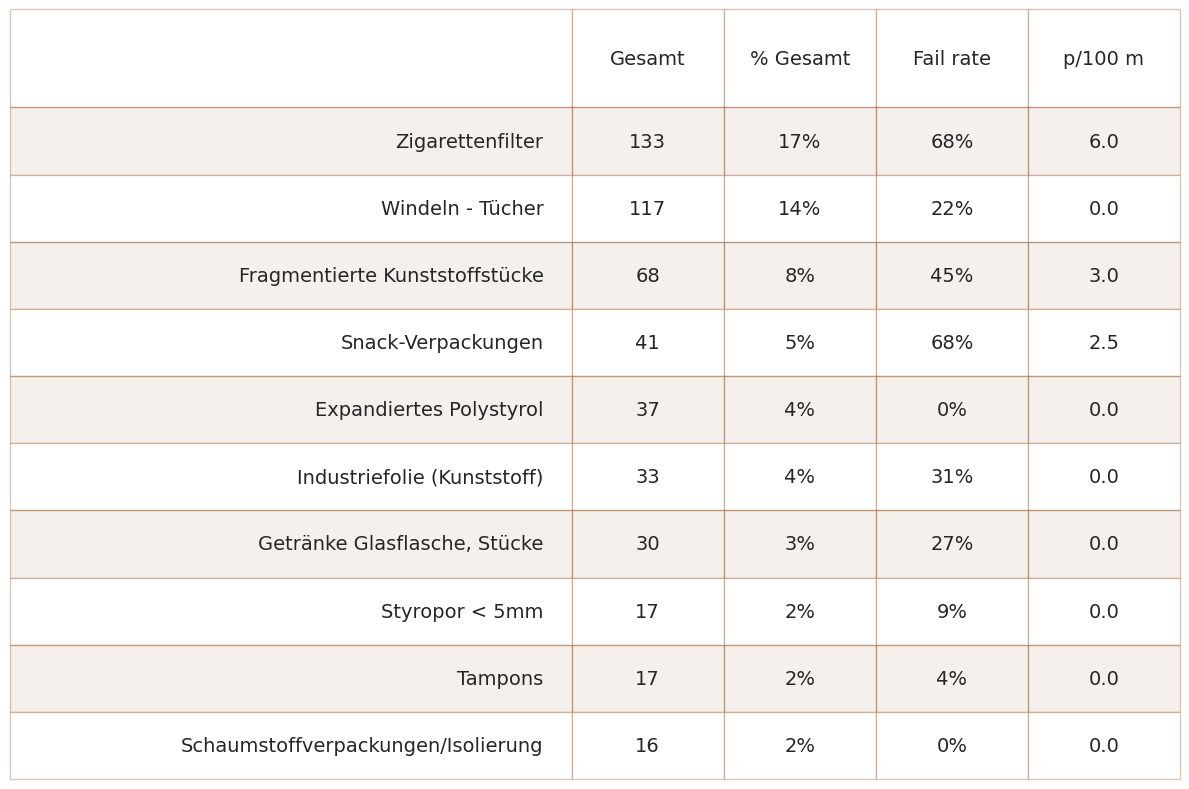 Gesamt % Gesamt Fail rate p/100 m
Zigarettenfilter 133 17% 68% 6.0
Windeln - Tücher 117 14% 22% 0.0
Fragmentierte Kunststoffstücke 68 8% 45% 3.0
Snack-Verpackungen 41 5% 68% 2.5
Expandiertes Polystyrol 37 4% 0% 0.0
Industriefolie (Kunststoff) 33 4% 31% 0.0
Getränke Glasflasche, Stücke 30 3% 27% 0.0
Styropor < 5mm 17 2% 9% 0.0
Tampons 17 2% 4% 0.0
Schaumstoffverpackungen/Isolierung 16 2% 0% 0.0